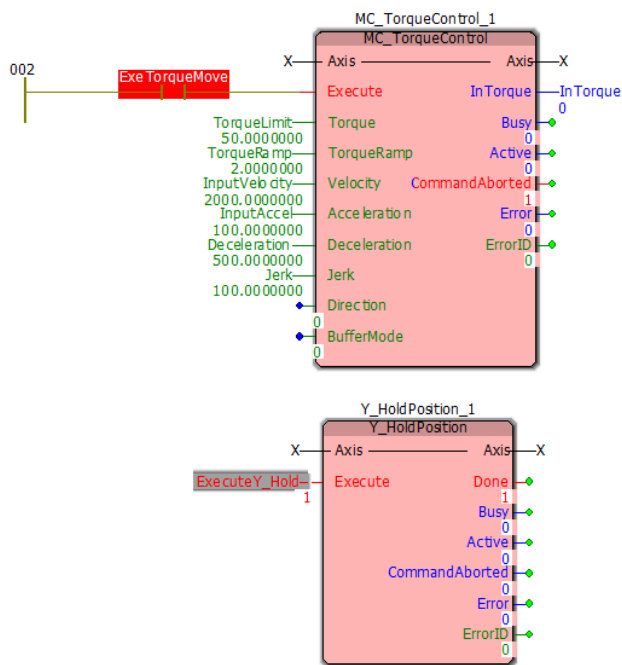 MC_TorqueControl_1
MC_TorqueControl
002
X Axis Axis X
ExeTorqueMove
Execute InTorque InTorque
0
TorqueLimit Torque Busy
50.0000000 0
TorqueRamp TorqueRamp Active
2.0000000 0
InputVelocity Velocity CommandAborted
2000.0000000 1
InputAccel Acceleration Error
100.0000000 0
Deceleration Deceleration ErrorID
500.0000000 0
Jerk Jerk
100.0000000
Direction
0
BufferMode
0
Y_HoldPosition_1
Y_HoldPosition
X Axis Axis X
ExecuteY_Hold Execute Done
1 1
Busy
0
Active
0
CommandAborted
0
Error
0
ErrorID
0